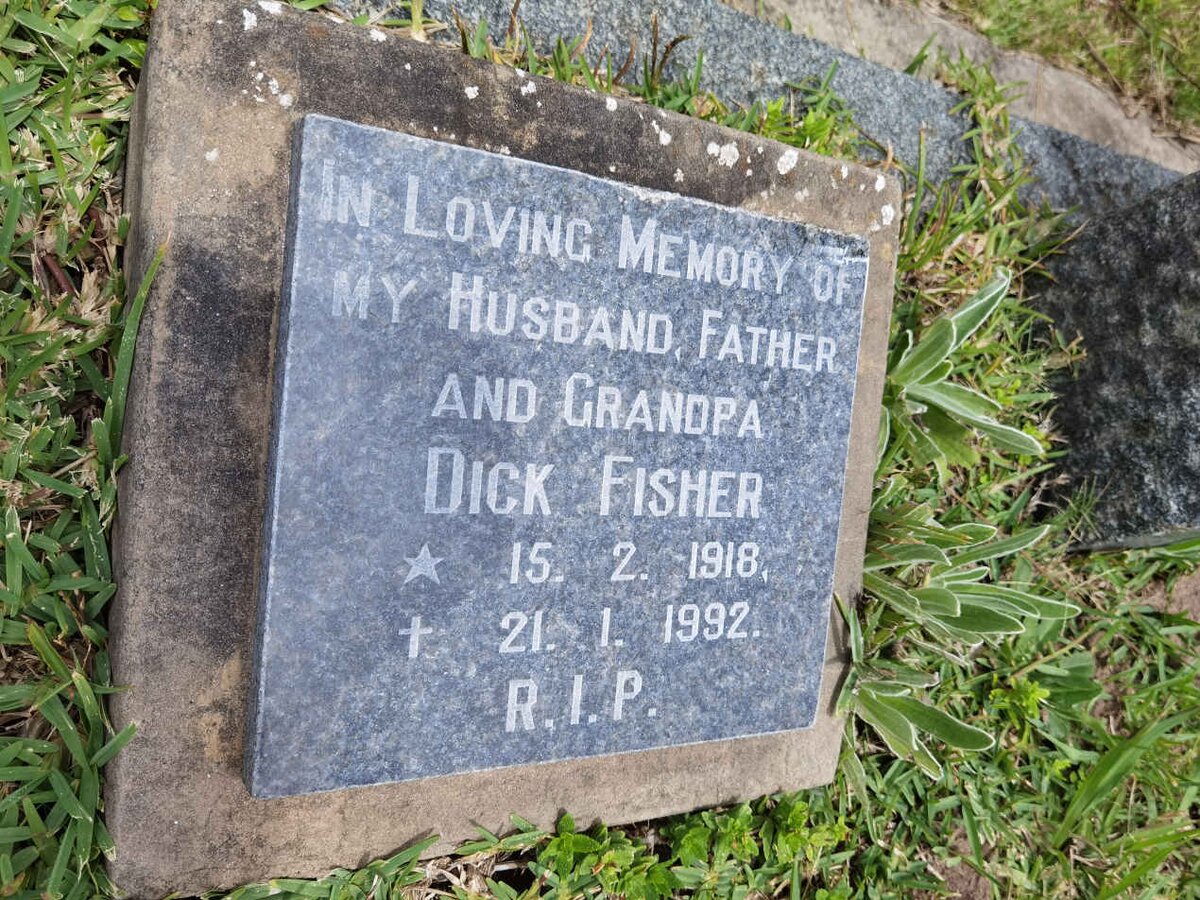 In Loving Memory of
my Husband, Father
and Grandpa
Dick Fisher
★ 15. 2. 1918,
✝ 21. 1. 1992.
R.I.P.